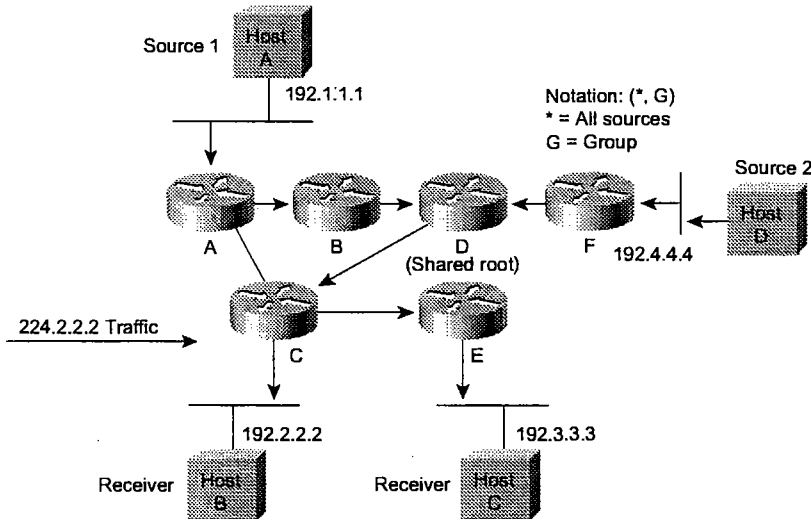 Source 1
Host
A
192.1.1.1
Notation: (*, G)
* = All sources
G = Group
Source 2
Host
D
A
B
D
(Shared root)
F
192.4.4.4
224.2.2.2 Traffic
C
E
192.2.2.2
192.3.3.3
Receiver
Host
B
Receiver
Host
C